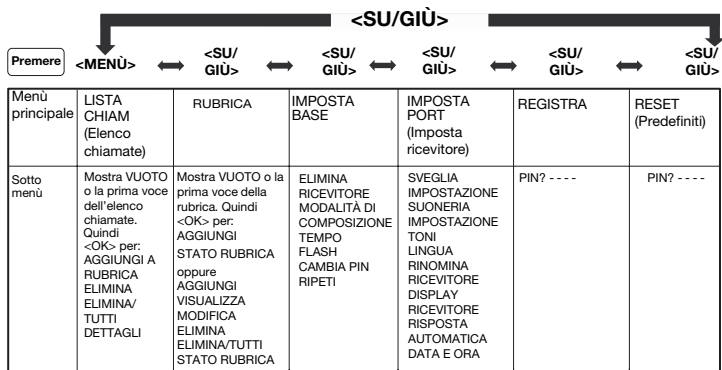 <SU/GIÙ>
Premere
<MENÙ>
<SU/
GIÙ>
<SU/
GIÙ>
<SU/
GIÙ>
<SU/
GIÙ>
<SU/
GIÙ>
Menù
principale
LISTA
CHIAM
(Elenco
chiamate)
RUBRICA
IMPOSTA
BASE
IMPOSTA
PORT
(Imposta
ricevitore)
REGISTRA
RESET
(Predefiniti)
Sotto
menù
Mostra VUOTO
o la prima voce
dell'elenco
chiamate.
Quindi
<OK> per:
AGGIUNGI A
RUBRICA
ELIMINA
ELIMINA/
TUTTI
DETTAGLI
Mostra VUOTO o la
prima voce della
rubrica. Quindi
<OK> per:
AGGIUNGI
STATO RUBRICA
oppure
AGGIUNGI
VISUALIZZA
MODIFICA
ELIMINA
ELIMINA/TUTTI
STATO RUBRICA
ELIMINA
RICEVITORE
MODALITÀ DI
COMPOSIZIONE
TEMPO
FLASH
CAMBIA PIN
RIPETI
SVEGLIA
IMPOSTAZIONE
SUONERIA
IMPOSTAZIONE
TONI
LINGUA
RINOMINA
RICEVITORE
DISPLAY
RICEVITORE
RISPOSTA
AUTOMATICA
DATA E ORA
PIN? - - - -
PIN? - - - -